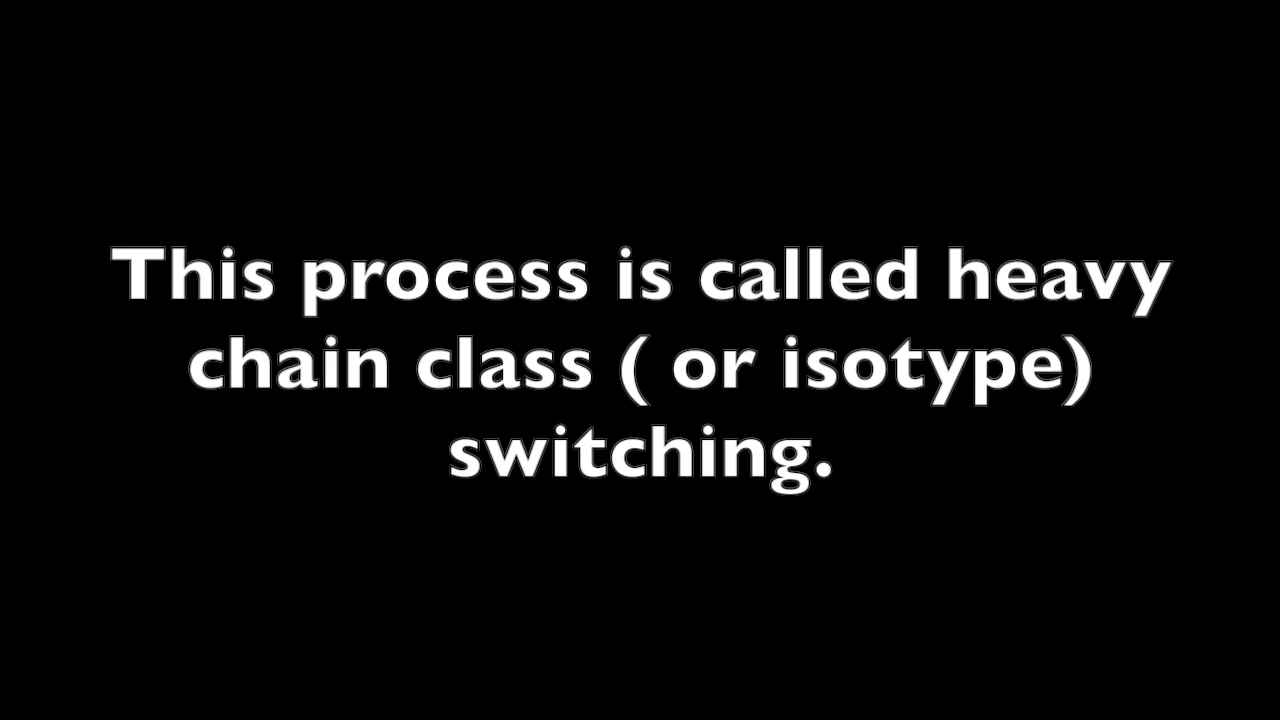 This process is called heavy
chain class ( or isotype)
switching.